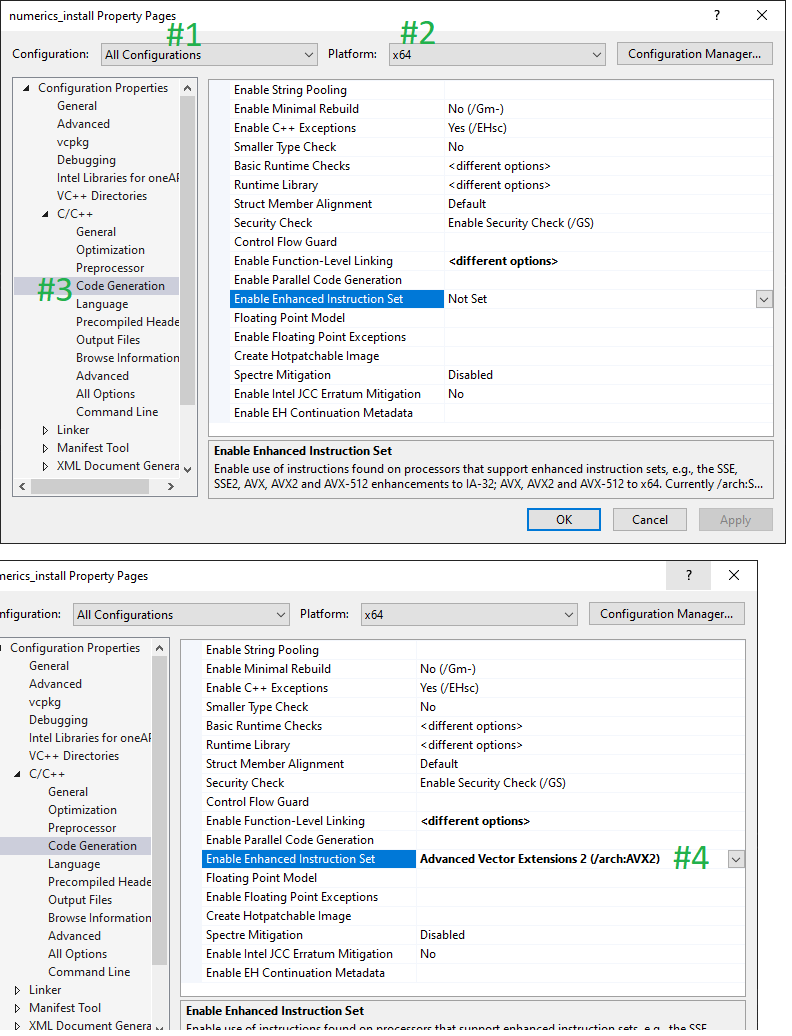 numerics_install Property Pages ?
#1 #2
Configuration: All Configurations Platform: x64 Configuration Manager...
Configuration Properties
General
Advanced
vcpkg
Debugging
Intel Libraries for oneAP
VC++ Directories
C/C++
General
Optimization
Preprocessor
#3 Code Generation
Language
Precompiled Heade
Output Files
Browse Information
Advanced
All Options
Command Line
Linker
Manifest Tool
XML Document Genera
Enable String Pooling
Enable Minimal Rebuild No (/Gm-)
Enable C++ Exceptions Yes (/EHsc)
Smaller Type Check No
Basic Runtime Checks <different options>
Runtime Library <different options>
Struct Member Alignment Default
Security Check Enable Security Check (/GS)
Control Flow Guard
Enable Function-Level Linking <different options>
Enable Parallel Code Generation
Enable Enhanced Instruction Set Not Set
Floating Point Model
Enable Floating Point Exceptions
Create Hotpatchable Image
Spectre Mitigation Disabled
Enable Intel JCC Erratum Mitigation No
Enable EH Continuation Metadata
Enable Enhanced Instruction Set
Enable use of instructions found on processors that support enhanced instruction sets, e.g., the SSE,
SSE2, AVX, AVX2 and AVX-512 enhancements to IA-32; AVX, AVX2 and AVX-512 to x64. Currently /arch:S...
OK Cancel Apply
merics_install Property Pages ?
nfiguration: All Configurations Platform: x64 Configuration Manager...
Configuration Properties
General
Advanced
vcpkg
Debugging
Intel Libraries for oneAP
VC++ Directories
C/C++
General
Optimization
Preprocessor
Code Generation
Language
Precompiled Heade
Output Files
Browse Information
Advanced
All Options
Command Line
Linker
Manifest Tool
XML Document Genera
Enable String Pooling
Enable Minimal Rebuild No (/Gm-)
Enable C++ Exceptions Yes (/EHsc)
Smaller Type Check No
Basic Runtime Checks <different options>
Runtime Library <different options>
Struct Member Alignment Default
Security Check Enable Security Check (/GS)
Control Flow Guard
Enable Function-Level Linking <different options>
Enable Parallel Code Generation
Enable Enhanced Instruction Set Advanced Vector Extensions 2 (/arch:AVX2) #4
Floating Point Model
Enable Floating Point Exceptions
Create Hotpatchable Image
Spectre Mitigation Disabled
Enable Intel JCC Erratum Mitigation No
Enable EH Continuation Metadata
Enable Enhanced Instruction Set
Enable use of instructions found on processors that support enhanced instruction sets, e.g., the SSE,